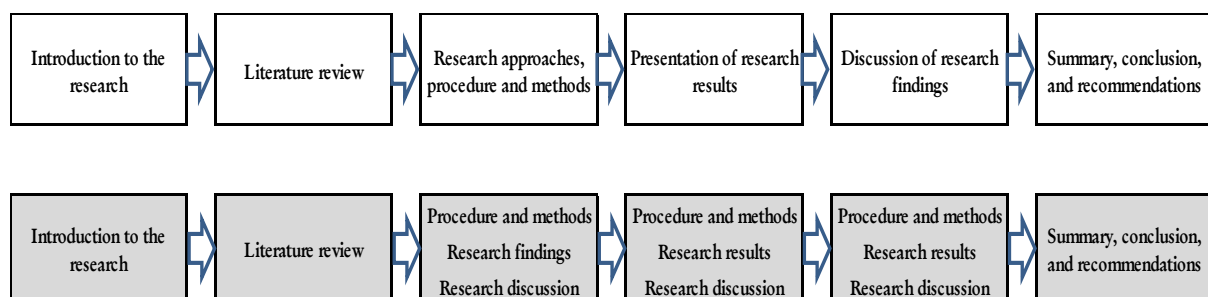 Introduction to the
research
Literature review
Research approaches,
procedure and methods
Presentation of research
results
Discussion of research
findings
Summary, conclusion,
and recommendations
Introduction to the
research
Literature review
Procedure and methods
Research findings
Research discussion
Procedure and methods
Research results
Research discussion
Procedure and methods
Research results
Research discussion
Summary, conclusion,
and recommendations